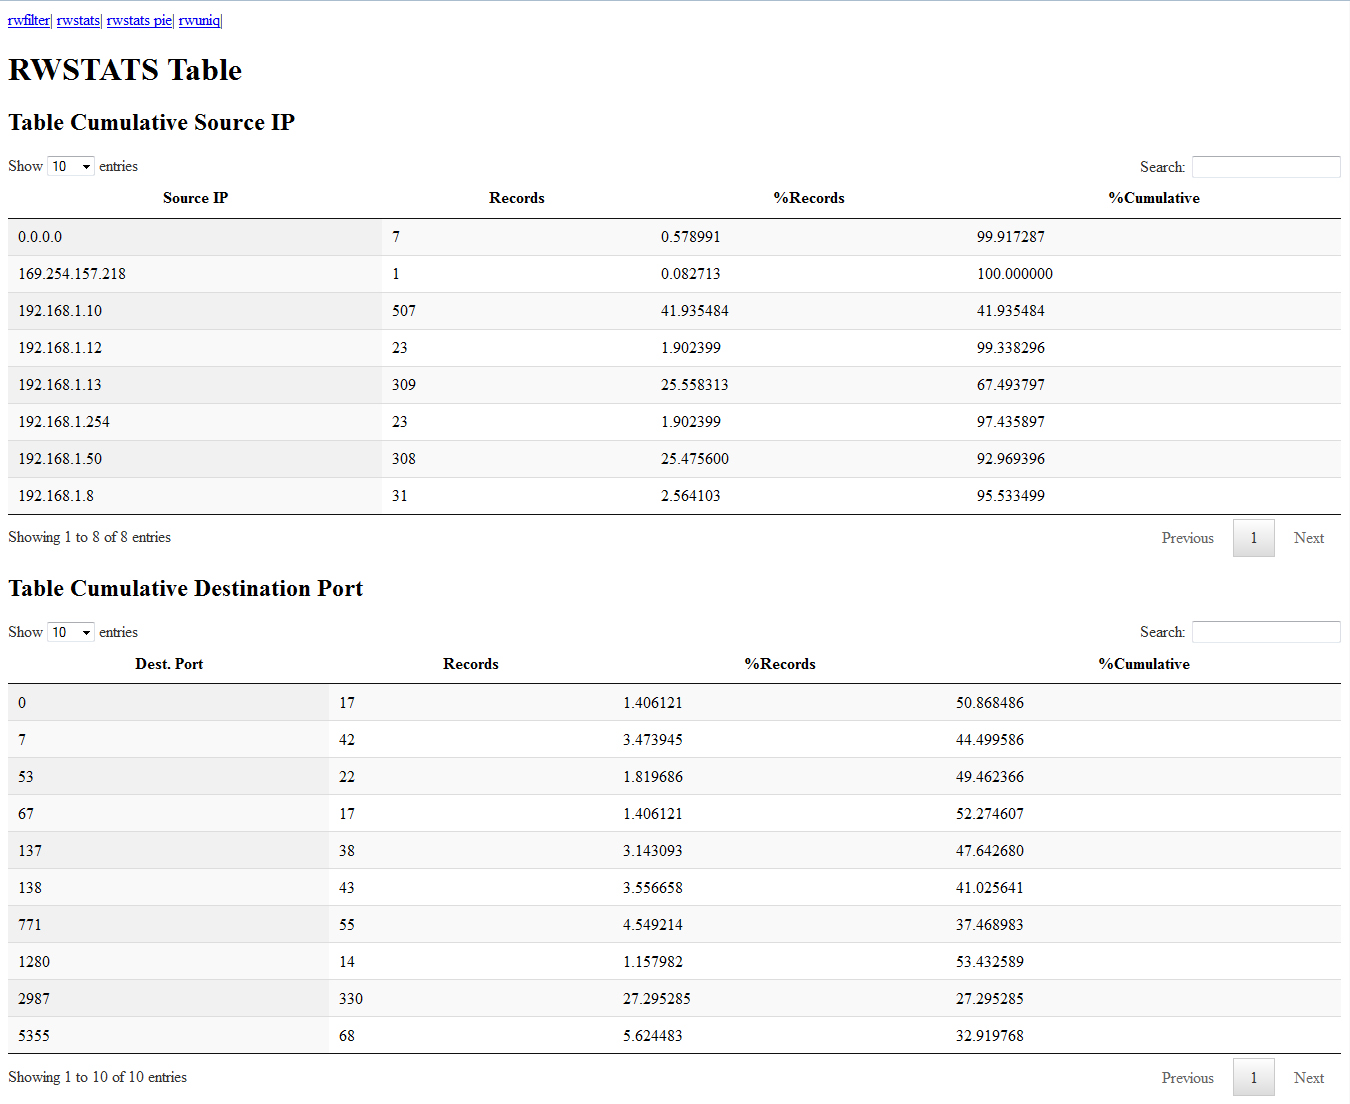 rwfilter| rwstats| rwstats pie| rwuniq|
RWSTATS Table
Table Cumulative Source IP
Show 10 entries Search:
Source IP Records %Records %Cumulative
0.0.0.0 7 0.578991 99.917287
169.254.157.218 1 0.082713 100.000000
192.168.1.10 507 41.935484 41.935484
192.168.1.12 23 1.902399 99.338296
192.168.1.13 309 25.558313 67.493797
192.168.1.254 23 1.902399 97.435897
192.168.1.50 308 25.475600 92.969396
192.168.1.8 31 2.564103 95.533499
Showing 1 to 8 of 8 entries Previous 1 Next
Table Cumulative Destination Port
Show 10 entries Search:
Dest. Port Records %Records %Cumulative
0 17 1.406121 50.868486
7 42 3.473945 44.499586
53 22 1.819686 49.462366
67 17 1.406121 52.274607
137 38 3.143093 47.642680
138 43 3.556658 41.025641
771 55 4.549214 37.468983
1280 14 1.157982 53.432589
2987 330 27.295285 27.295285
5355 68 5.624483 32.919768
Showing 1 to 10 of 10 entries Previous 1 Next